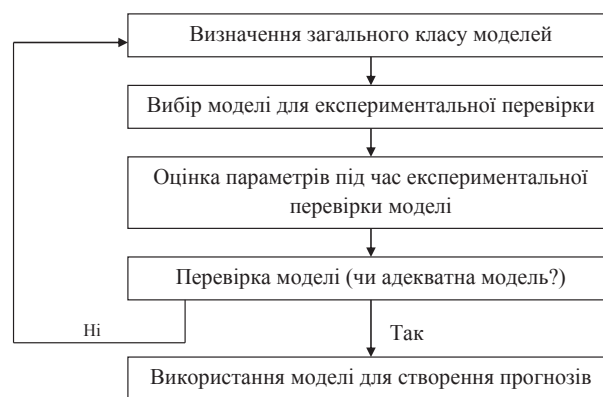 Визначення загального класу моделей
Вибір моделі для експериментальної перевірки
Оцінка параметрів під час експериментальної
перевірки моделі
Перевірка моделі (чи адекватна модель?)
Ні
Так
Використання моделі для створення прогнозів